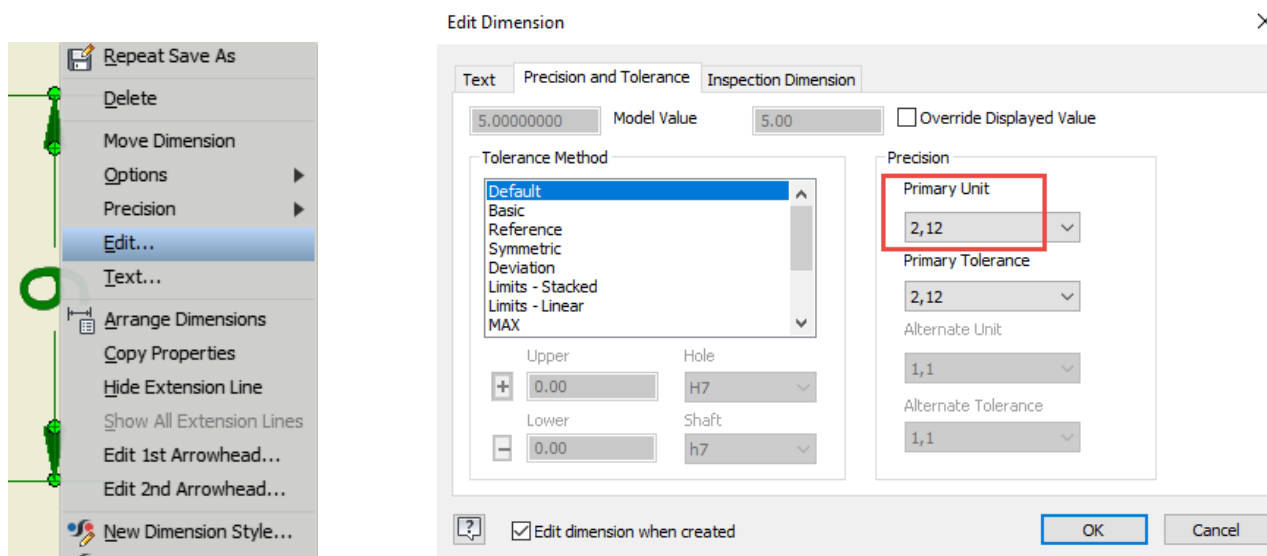 Repeat Save As
Delete
Move Dimension
Options
Precision
Edit...
Text...
Arrange Dimensions
Copy Properties
Hide Extension Line
Show All Extension Lines
Edit 1st Arrowhead...
Edit 2nd Arrowhead...
New Dimension Style...
Edit Dimension
Text Precision and Tolerance Inspection Dimension
5.00000000 Model Value 5.00 Override Displayed Value
Tolerance Method
Default
Basic
Reference
Symmetric
Deviation
Limits - Stacked
Limits - Linear
MAX
Upper Hole
+ 0.00 H7
Lower Shaft
- 0.00 h7
Precision
Primary Unit
2,12
Primary Tolerance
2,12
Alternate Unit
1,1
Alternate Tolerance
1,1
? Edit dimension when created OK Cancel